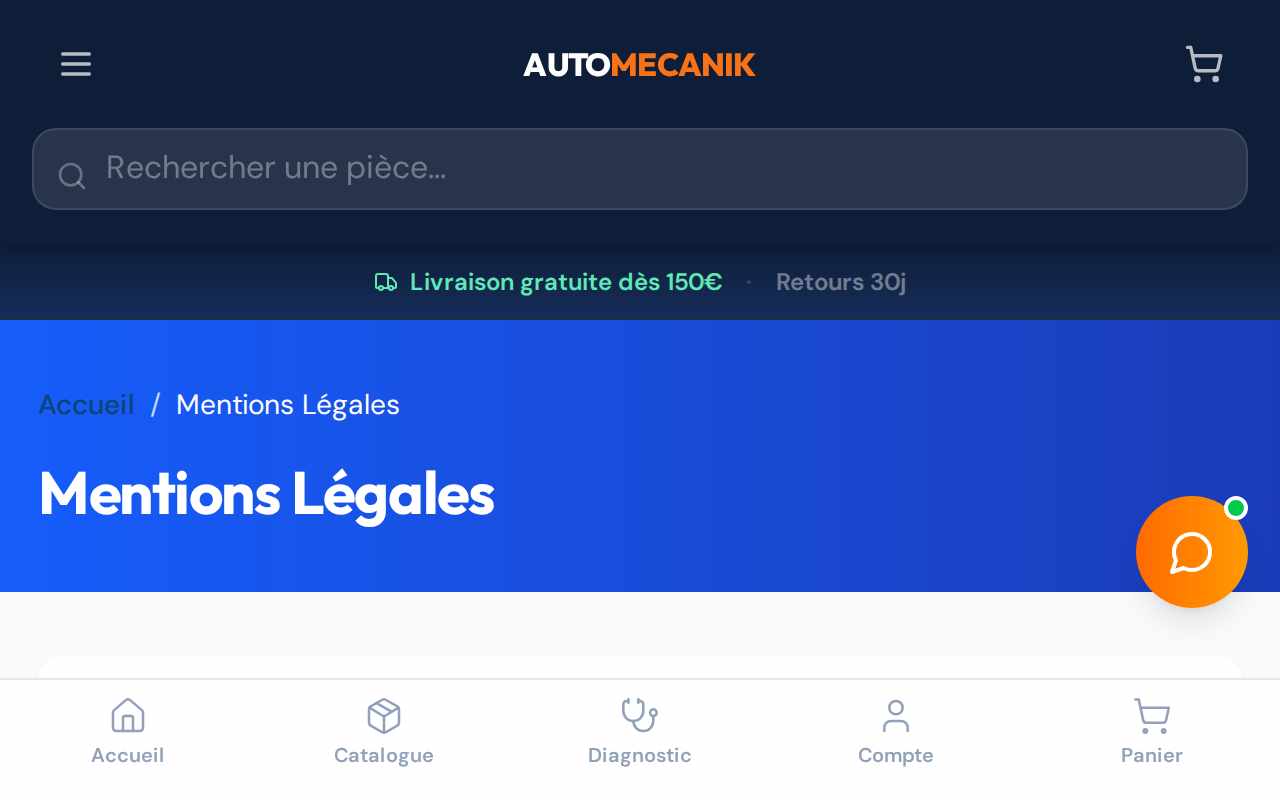 AUTOMECANIK
Rechercher une pièce...
Livraison gratuite dès 150€ · Retours 30j
Accueil / Mentions Légales
Mentions Légales
Accueil Catalogue Diagnostic Compte Panier